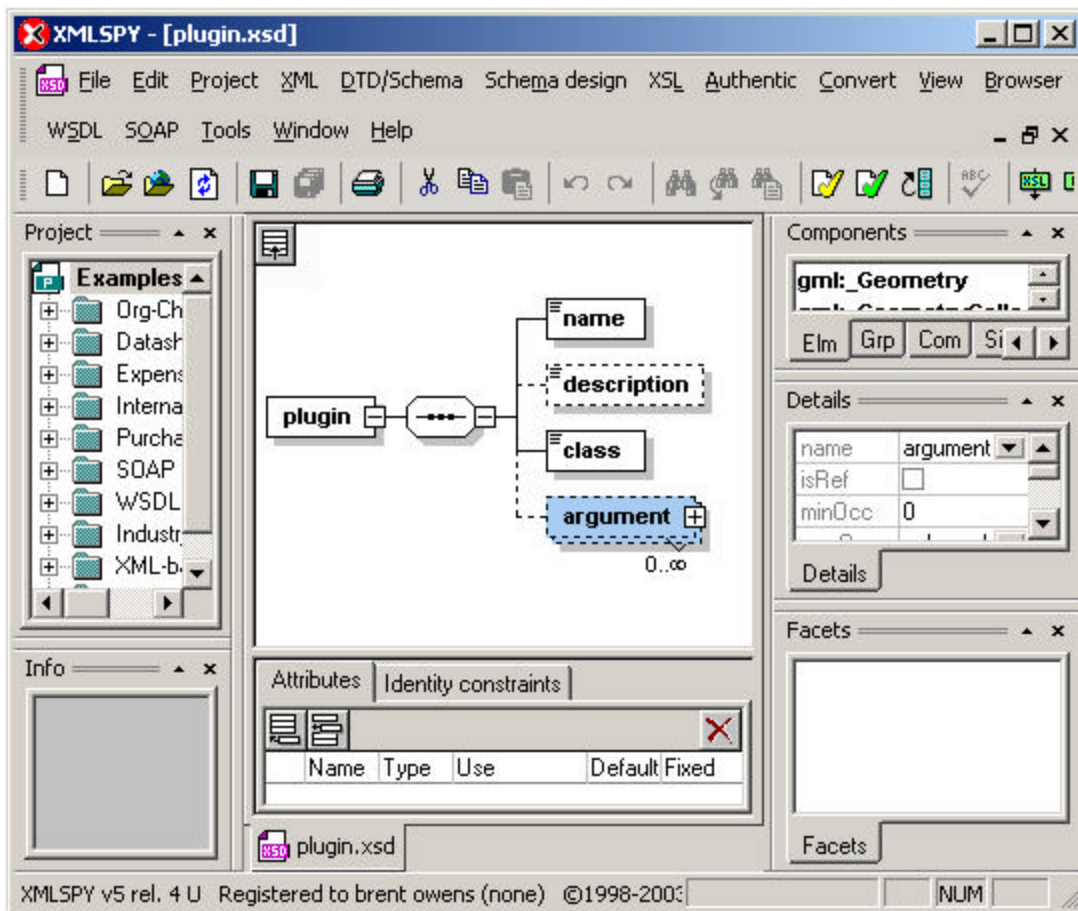 XMLSPY - [plugin.xsd]
File Edit Project XML DTD/Schema Schema design XSL Authentic Convert View Browser
WSDL SOAP Tools Window Help
ABC
XSL
Project
Examples
Org-Ch
Datash
Expens
Interna
Purcha
SOAP
WSDL
Industr
XML-b
Info
plugin
name
description
class
argument
0..∞
Attributes Identity constraints
Name Type Use Default Fixed
plugin.xsd
Components
gml:_Geometry
Elm Grp Com Si
Details
name argument
isRef
minOcc 0
Details
Facets
Facets
XMLSPY v5 rel. 4 U Registered to brent owens (none) ©1998-2003
NUM